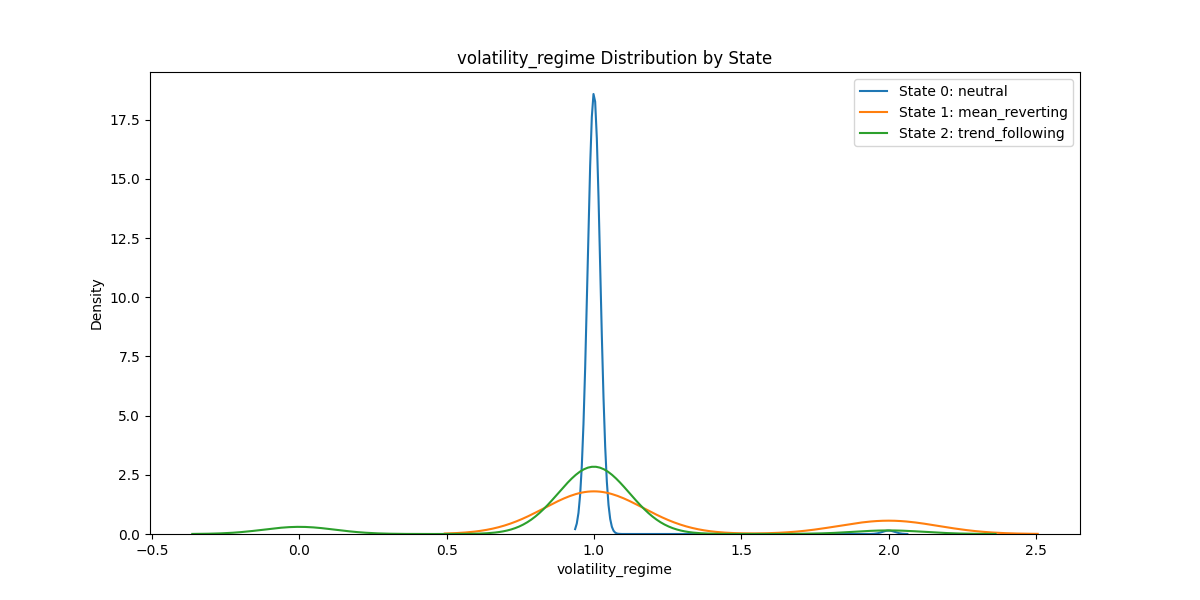 volatility_regime Distribution by State
State 0: neutral
State 1: mean_reverting
State 2: trend_following
17.5
15.0
12.5
10.0
7.5
5.0
2.5
0.0
Density
−0.5 0.0 0.5 1.0 1.5 2.0 2.5
volatility_regime